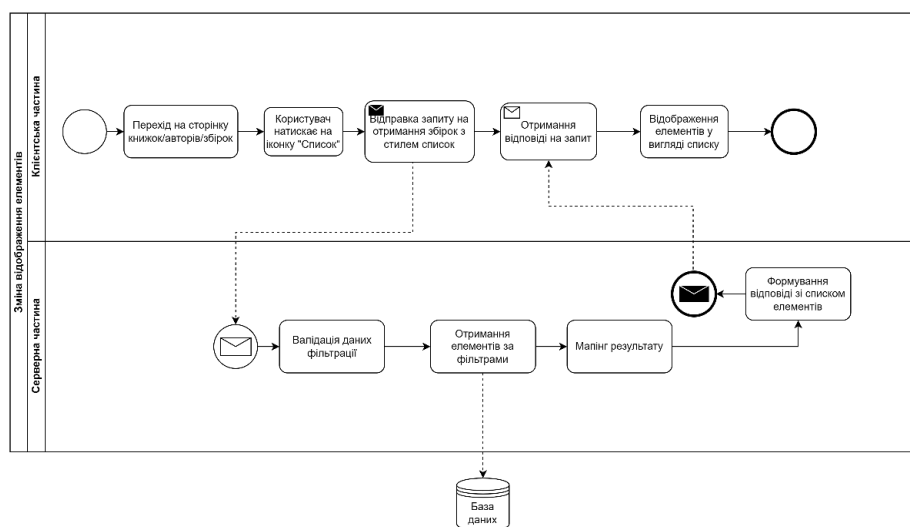 Зміна відображення елементів
Клієнтська частина
Перехід на сторінку
книжок/авторів/збірок
Користувач
натискає на
іконку "Список"
Відправка запиту на
отримання збірок з
стилем список
Отримання
відповіді на запит
Відображення
елементів у
вигляді списку
Серверна частина
Валідація даних
фільтрації
Отримання
елементів за
фільтрами
Мапінг результату
Формування
відповіді зі списком
елементів
База
даних